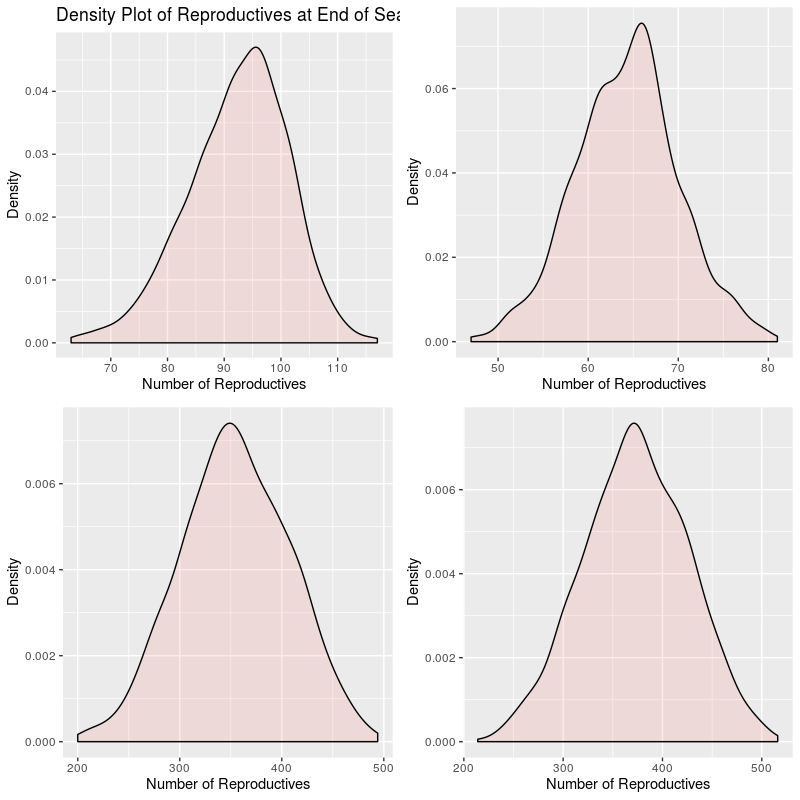 Density Plot of Reproductives at End of
Density
0.04
0.03
0.02
0.01
0.00
70 80 90 100 110
Number of Reproductives
Density
0.06
0.04
0.02
0.00
50 60 70 80
Number of Reproductives
Density
0.006
0.004
0.002
0.000
200 300 400 500
Number of Reproductives
Density
0.006
0.004
0.002
0.000
200 300 400 500
Number of Reproductives